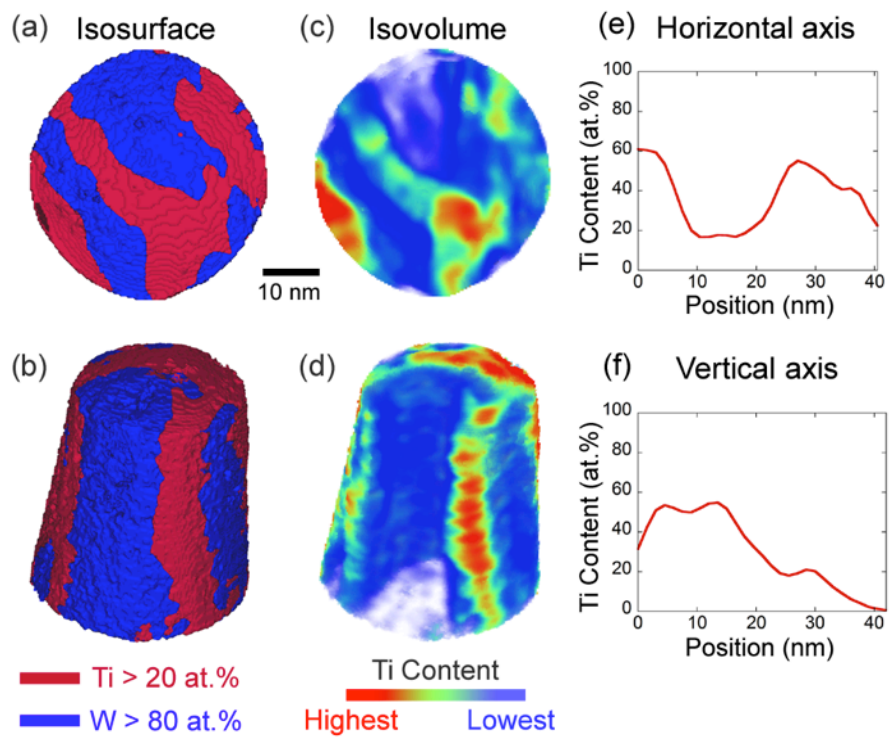 (a) Isosurface
(c) Isovolume
(e) Horizontal axis
100
80
60
40
20
0
Ti Content (at.%)
0 10 20 30 40
Position (nm)
10 nm
(b)
(d)
(f) Vertical axis
100
80
60
40
20
0
Ti Content (at.%)
0 10 20 30 40
Position (nm)
Ti > 20 at.%
W > 80 at.%
Ti Content
Highest Lowest